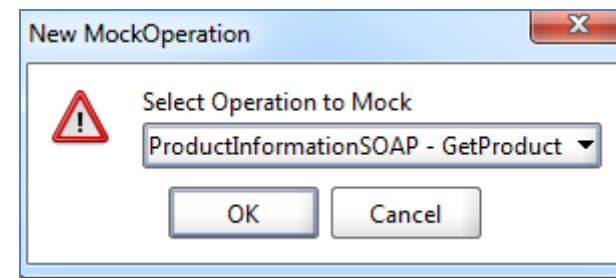 New MockOperation
Select Operation to Mock
ProductInformationSOAP - GetProduct
OK Cancel